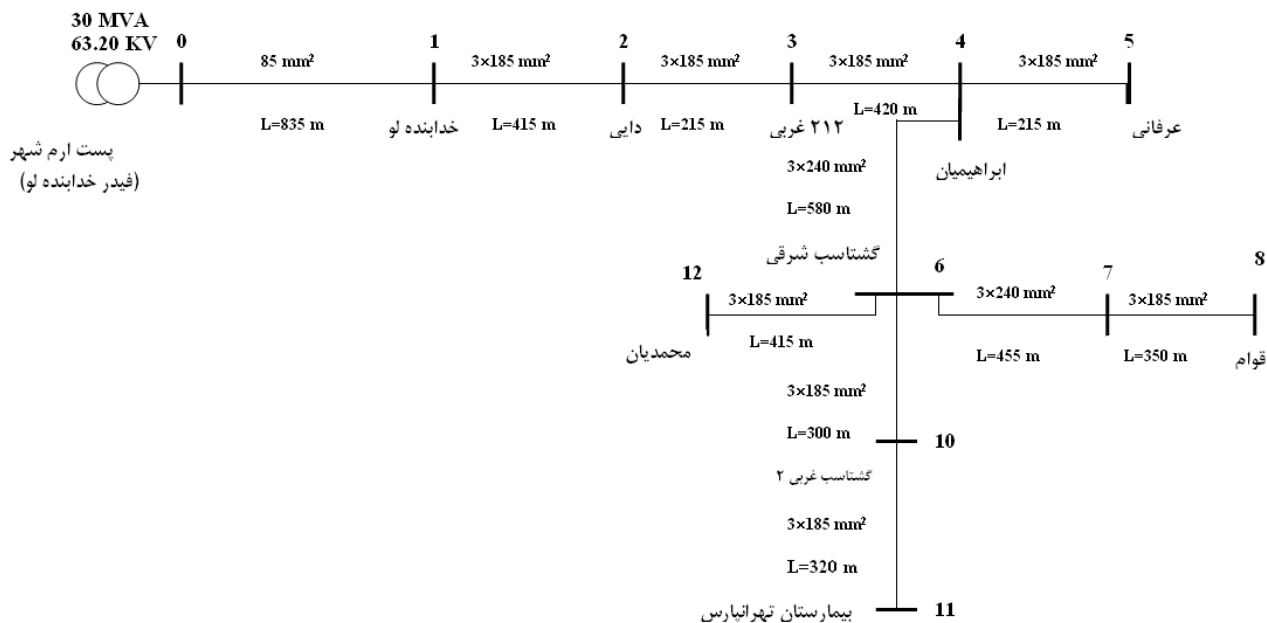 30 MVA
63.20 KV
0
1
2
3
4
5
85 mm²
3×185 mm²
3×185 mm²
3×185 mm²
3×185 mm²
L=835 m
خدابنده لو
L=415 m
دایی
L=215 m
۲۱۲ غربی
L=420 m
L=215 m
عرفانی
پست ارم شهر
(فیدر خدابنده لو)
ابراهیمیان
3×240 mm²
L=580 m
گشتاسب شرقی
12
6
7
8
3×185 mm²
3×240 mm²
3×185 mm²
L=415 m
محمدیان
L=455 m
L=350 m
قوام
3×185 mm²
L=300 m
10
گشتاسب غربی ۲
3×185 mm²
L=320 m
بیمارستان تهرانپارس
11